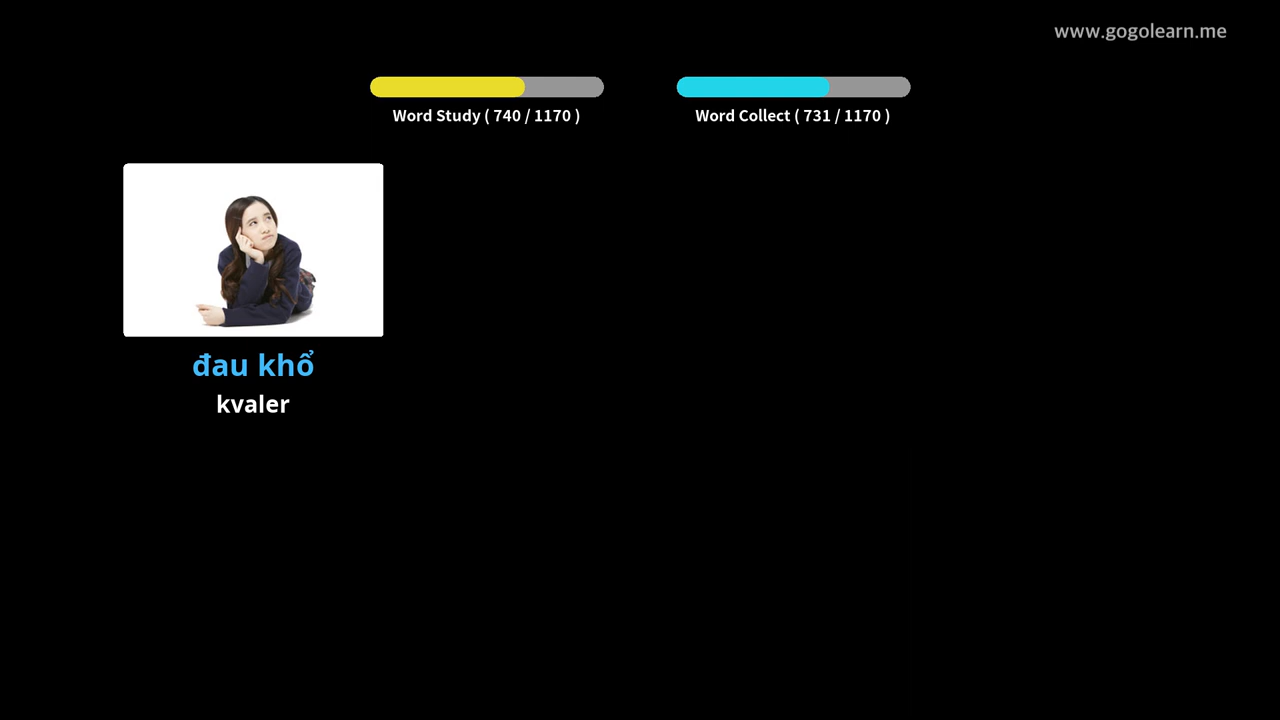 www.gogolearn.me
Word Study ( 740 / 1170 )
Word Collect ( 731 / 1170 )
đau khổ
kvaler